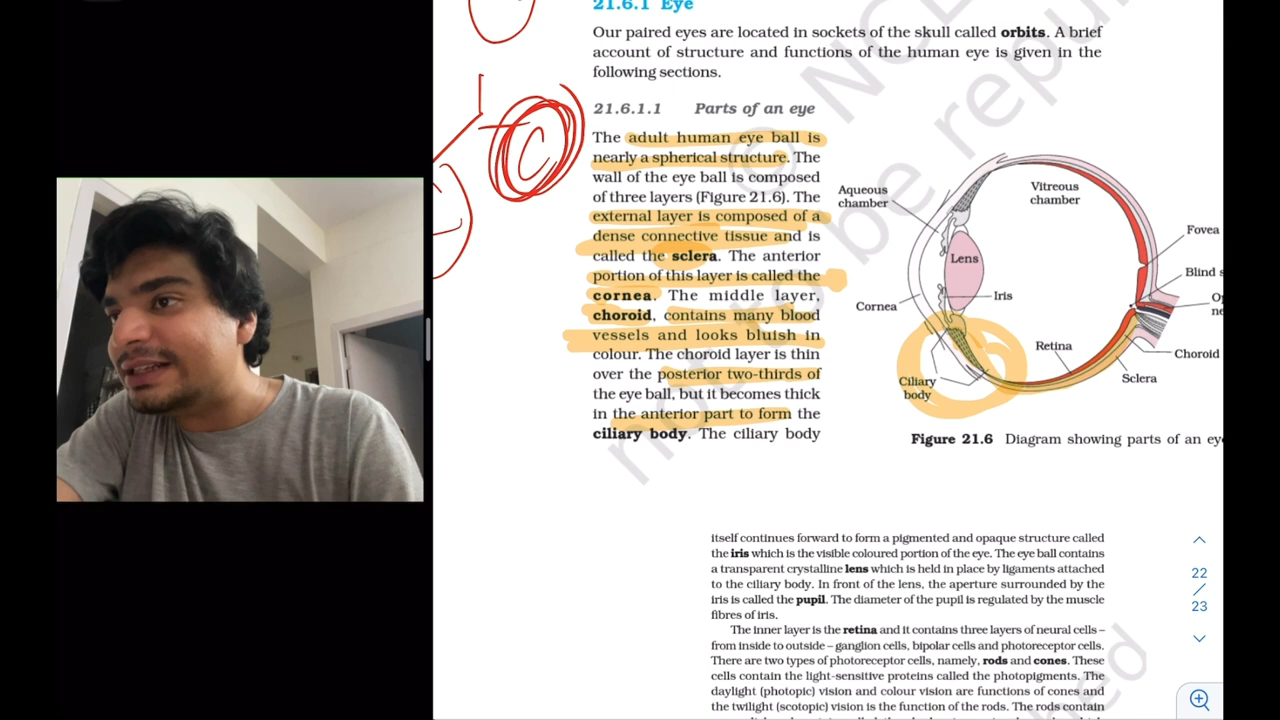 21.6.1 Eye
Our paired eyes are located in sockets of the skull called orbits. A brief
account of structure and functions of the human eye is given in the
following sections.
21.6.1.1 Parts of an eye
The adult human eye ball is
nearly a spherical structure. The
wall of the eye ball is composed
of three layers (Figure 21.6). The
external layer is composed of a
dense connective tissue and is
called the sclera. The anterior
portion of this layer is called the
cornea. The middle layer,
choroid, contains many blood
vessels and looks bluish in
colour. The choroid layer is thin
over the posterior two-thirds of
the eye ball, but it becomes thick
in the anterior part to form the
ciliary body. The ciliary body
Aqueous
chamber
Vitreous
chamber
Fovea
Lens
Blind s
Iris
Cornea
Retina
Choroid
Ciliary
body
Sclera
Figure 21.6 Diagram showing parts of an eye
itself continues forward to form a pigmented and opaque structure called
the iris which is the visible coloured portion of the eye. The eye ball contains
a transparent crystalline lens which is held in place by ligaments attached
to the ciliary body. In front of the lens, the aperture surrounded by the
iris is called the pupil. The diameter of the pupil is regulated by the muscle
fibres of iris.
The inner layer is the retina and it contains three layers of neural cells –
from inside to outside – ganglion cells, bipolar cells and photoreceptor cells.
There are two types of photoreceptor cells, namely, rods and cones. These
cells contain the light-sensitive proteins called the photopigments. The
daylight (photopic) vision and colour vision are functions of cones and
the twilight (scotopic) vision is the function of the rods. The rods contain
22
/
23
© NCE
not to be repu
C